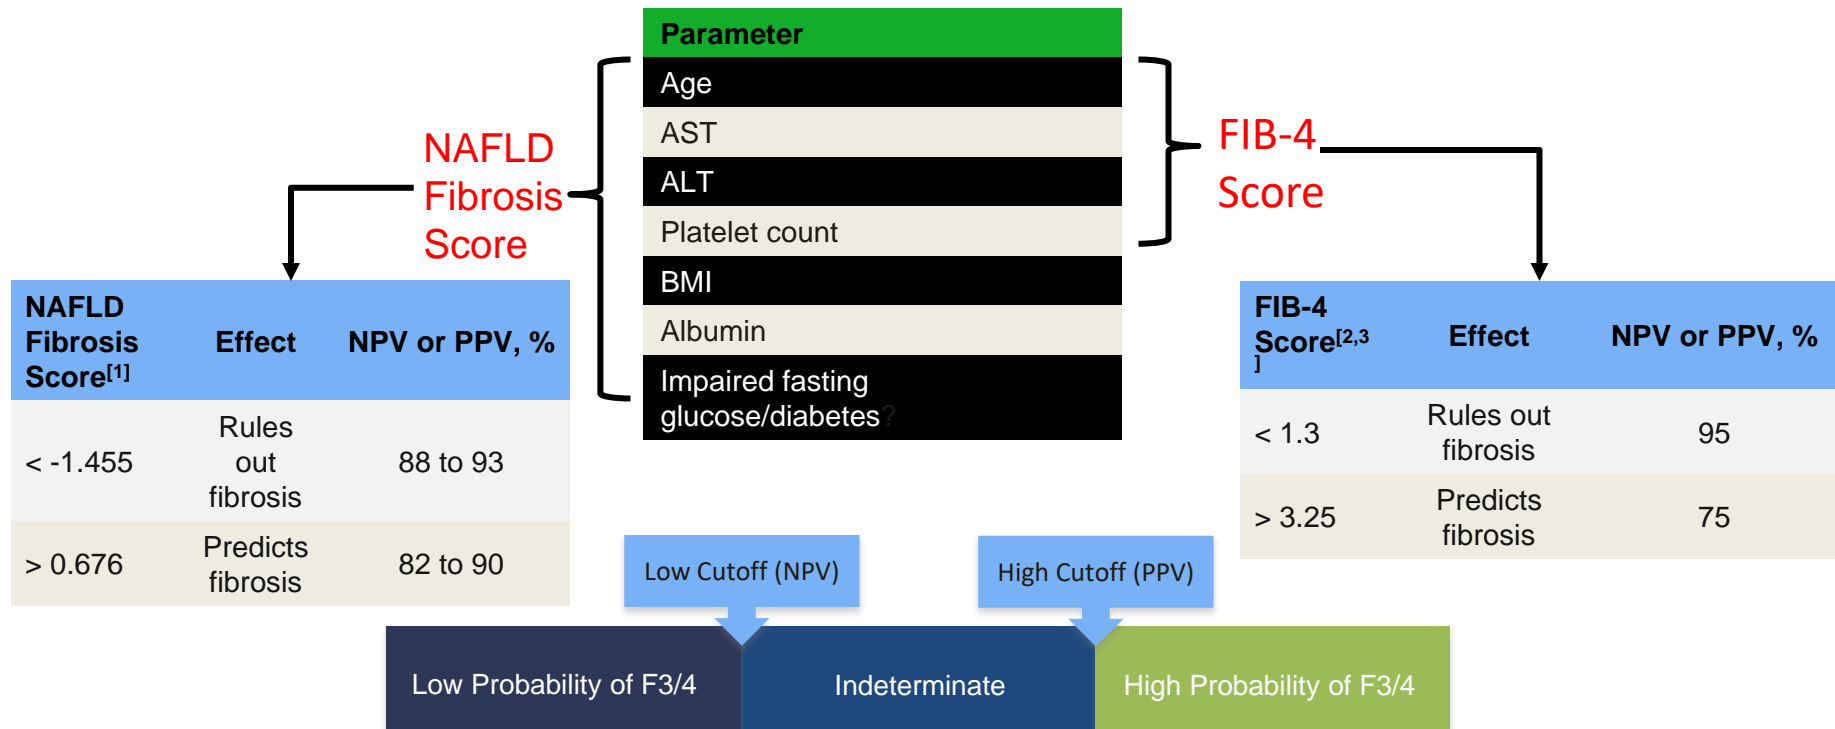 Parameter
Age
AST
ALT
Platelet count
BMI
Albumin
Impaired fasting
glucose/diabetes?
NAFLD
Fibrosis
Score
FIB-4
Score
NAFLD
Fibrosis
Score[1]
Effect
NPV or PPV, %
< -1.455
Rules
out
fibrosis
88 to 93
> 0.676
Predicts
fibrosis
82 to 90
FIB-4
Score[2,3
]
Effect
NPV or PPV, %
< 1.3
Rules out
fibrosis
95
> 3.25
Predicts
fibrosis
75
Low Cutoff (NPV)
High Cutoff (PPV)
Low Probability of F3/4
Indeterminate
High Probability of F3/4